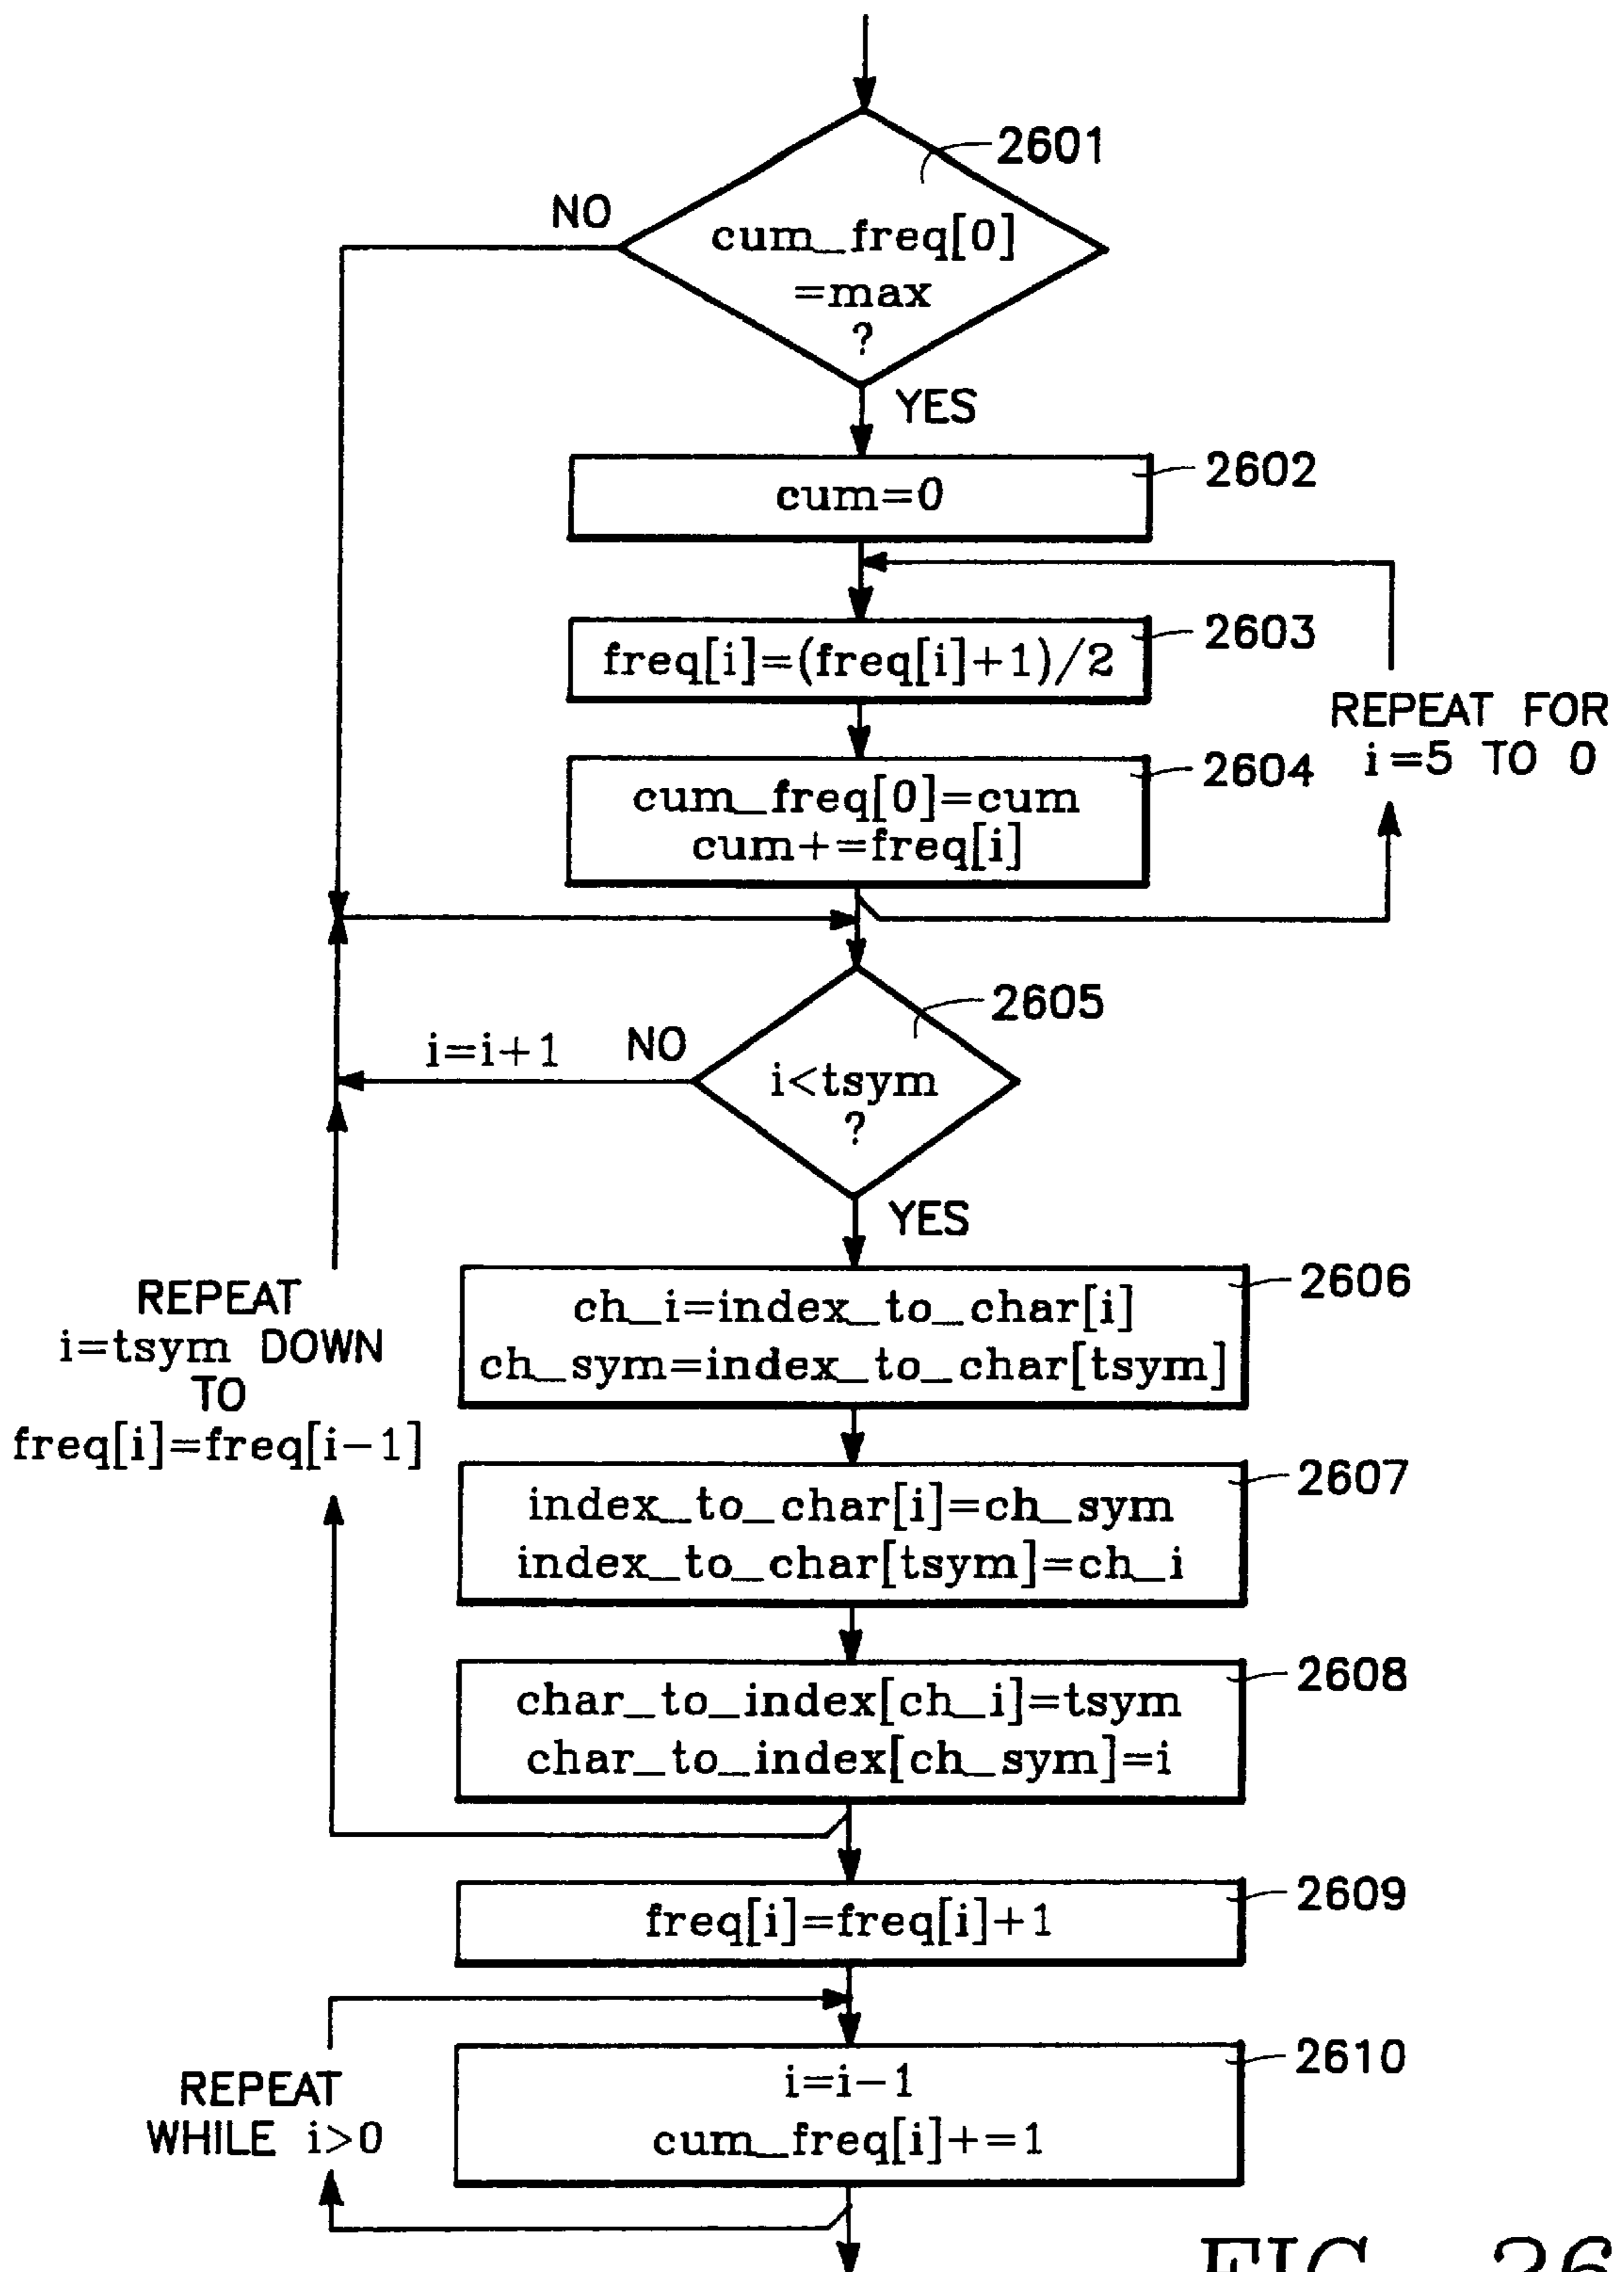 2601
NO
cum_freq[0]
=max
?
YES
2602
cum=0
2603
freq[i]=(freq[i]+1)/2
REPEAT FOR
i=5 TO 0
2604
cum_freq[0]=cum
cum+=freq[i]
2605
i=i+1
NO
i<tsym
?
YES
REPEAT
i=tsym DOWN
TO
freq[i]=freq[i-1]
2606
ch_i=index_to_char[i]
ch_sym=index_to_char[tsym]
2607
index_to_char[i]=ch_sym
index_to_char[tsym]=ch_i
2608
char_to_index[ch_i]=tsym
char_to_index[ch_sym]=i
2609
freq[i]=freq[i]+1
2610
i=i-1
cum_freq[i]+=1
REPEAT
WHILE i>0
FIG. 26